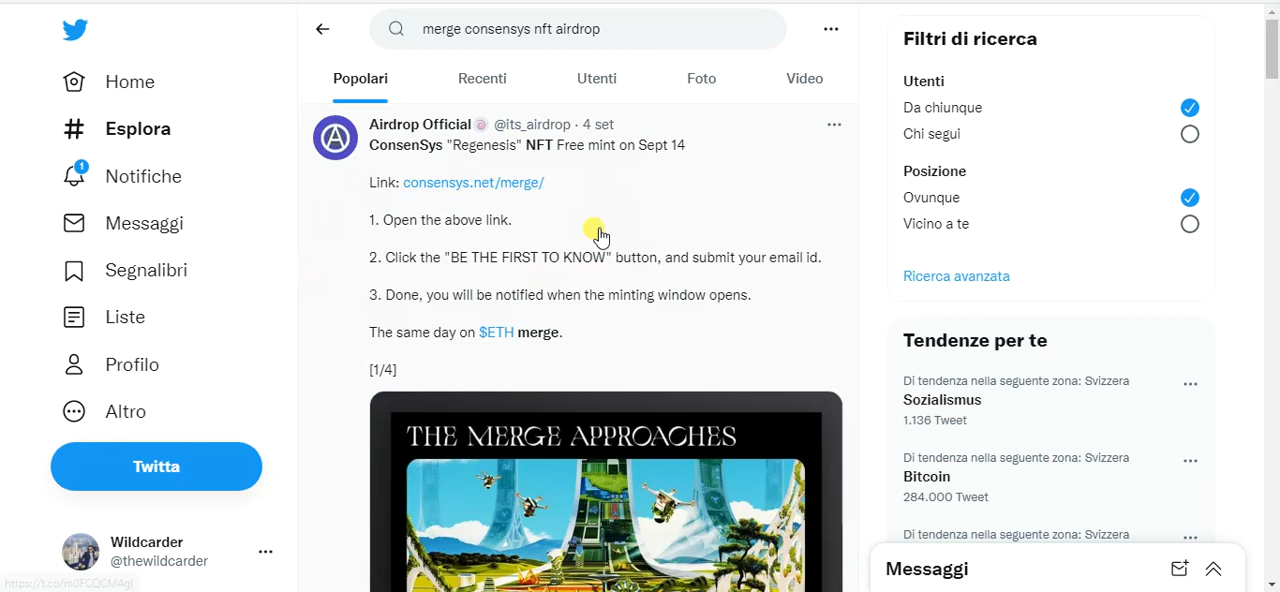 merge consensys nft airdrop
Home
Esplora
1
Notifiche
Messaggi
Segnalibri
Liste
Profilo
Altro
Twitta
Wildcarder
@thewildcarder
https://t.co/m0FCQCM4gl
Popolari
Recenti
Utenti
Foto
Video
Airdrop Official @its_airdrop · 4 set
ConsenSys "Regenesis" NFT Free mint on Sept 14
Link: consensys.net/merge/
1. Open the above link.
2. Click the "BE THE FIRST TO KNOW" button, and submit your email id.
3. Done, you will be notified when the minting window opens.
The same day on $ETH merge.
[1/4]
THE MERGE APPROACHES
Filtri di ricerca
Utenti
Da chiunque
Chi segui
Posizione
Ovunque
Vicino a te
Ricerca avanzata
Tendenze per te
Di tendenza nella seguente zona: Svizzera
Sozialismus
1.136 Tweet
Di tendenza nella seguente zona: Svizzera
Bitcoin
284.000 Tweet
Di tendenza nella seguente zona: Svizzera
Messaggi